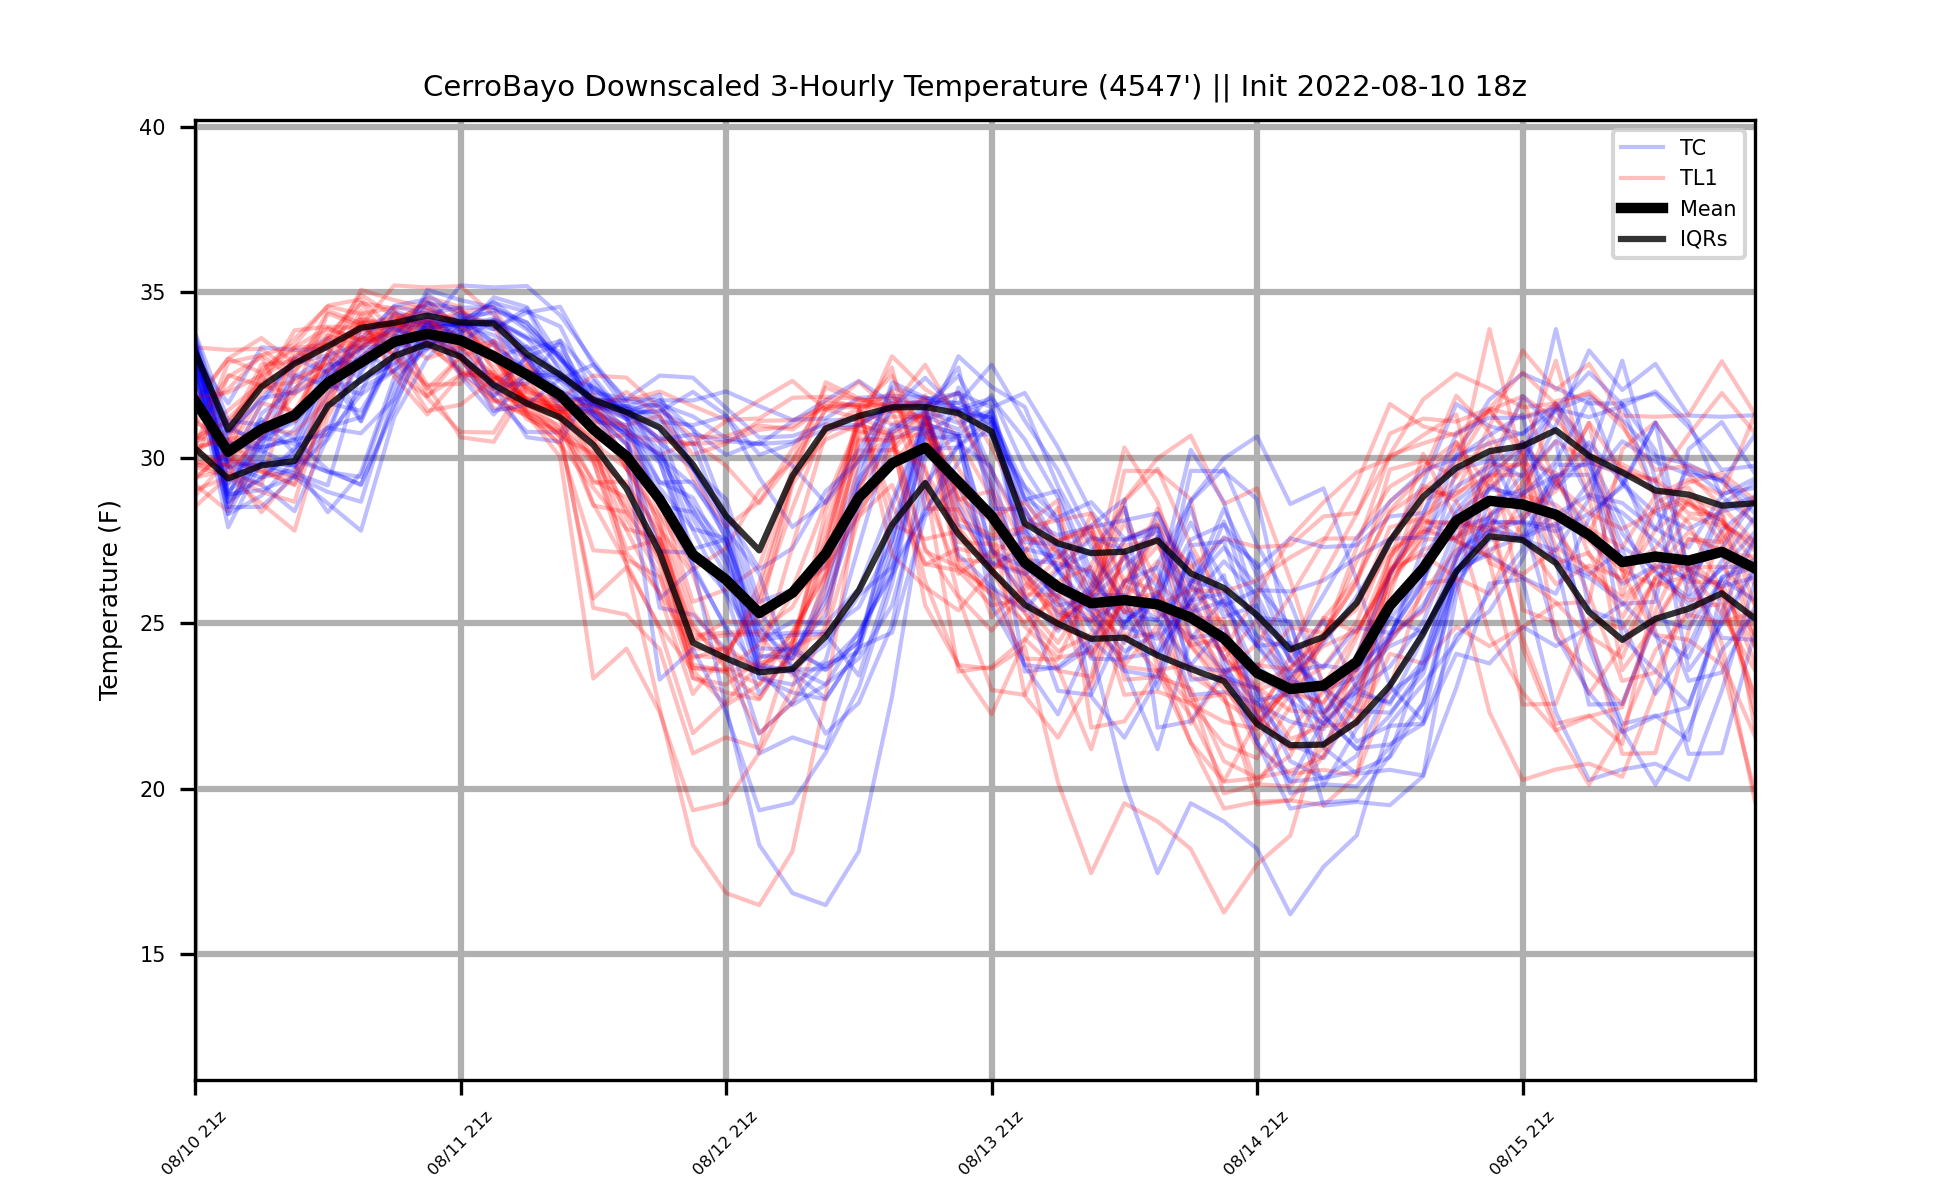 CerroBayo Downscaled 3-Hourly Temperature (4547') || Init 2022-08-10 18z
TC
TL1
Mean
IQRs
Temperature (F)
40
35
30
25
20
15
08/10 21z
08/11 21z
08/12 21z
08/13 21z
08/14 21z
08/15 21z